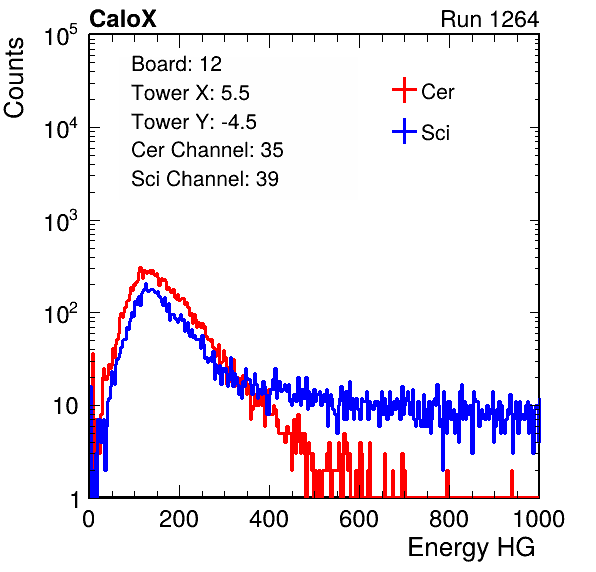 CaloX Run 1264
Counts
10^5
10^4
10^3
10^2
10
1
Board: 12
Tower X: 5.5
Tower Y: -4.5
Cer Channel: 35
Sci Channel: 39
Cer
Sci
0 200 400 600 800 1000
Energy HG